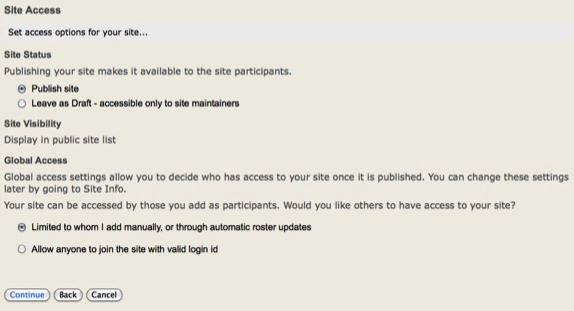 Site Access
Set access options for your site...
Site Status
Publishing your site makes it available to the site participants.
Publish site
Leave as Draft - accessible only to site maintainers
Site Visibility
Display in public site list
Global Access
Global access settings allow you to decide who has access to your site once it is published. You can change these settings
later by going to Site Info.
Your site can be accessed by those you add as participants. Would you like others to have access to your site?
Limited to whom I add manually, or through automatic roster updates
Allow anyone to join the site with valid login id
Continue Back Cancel